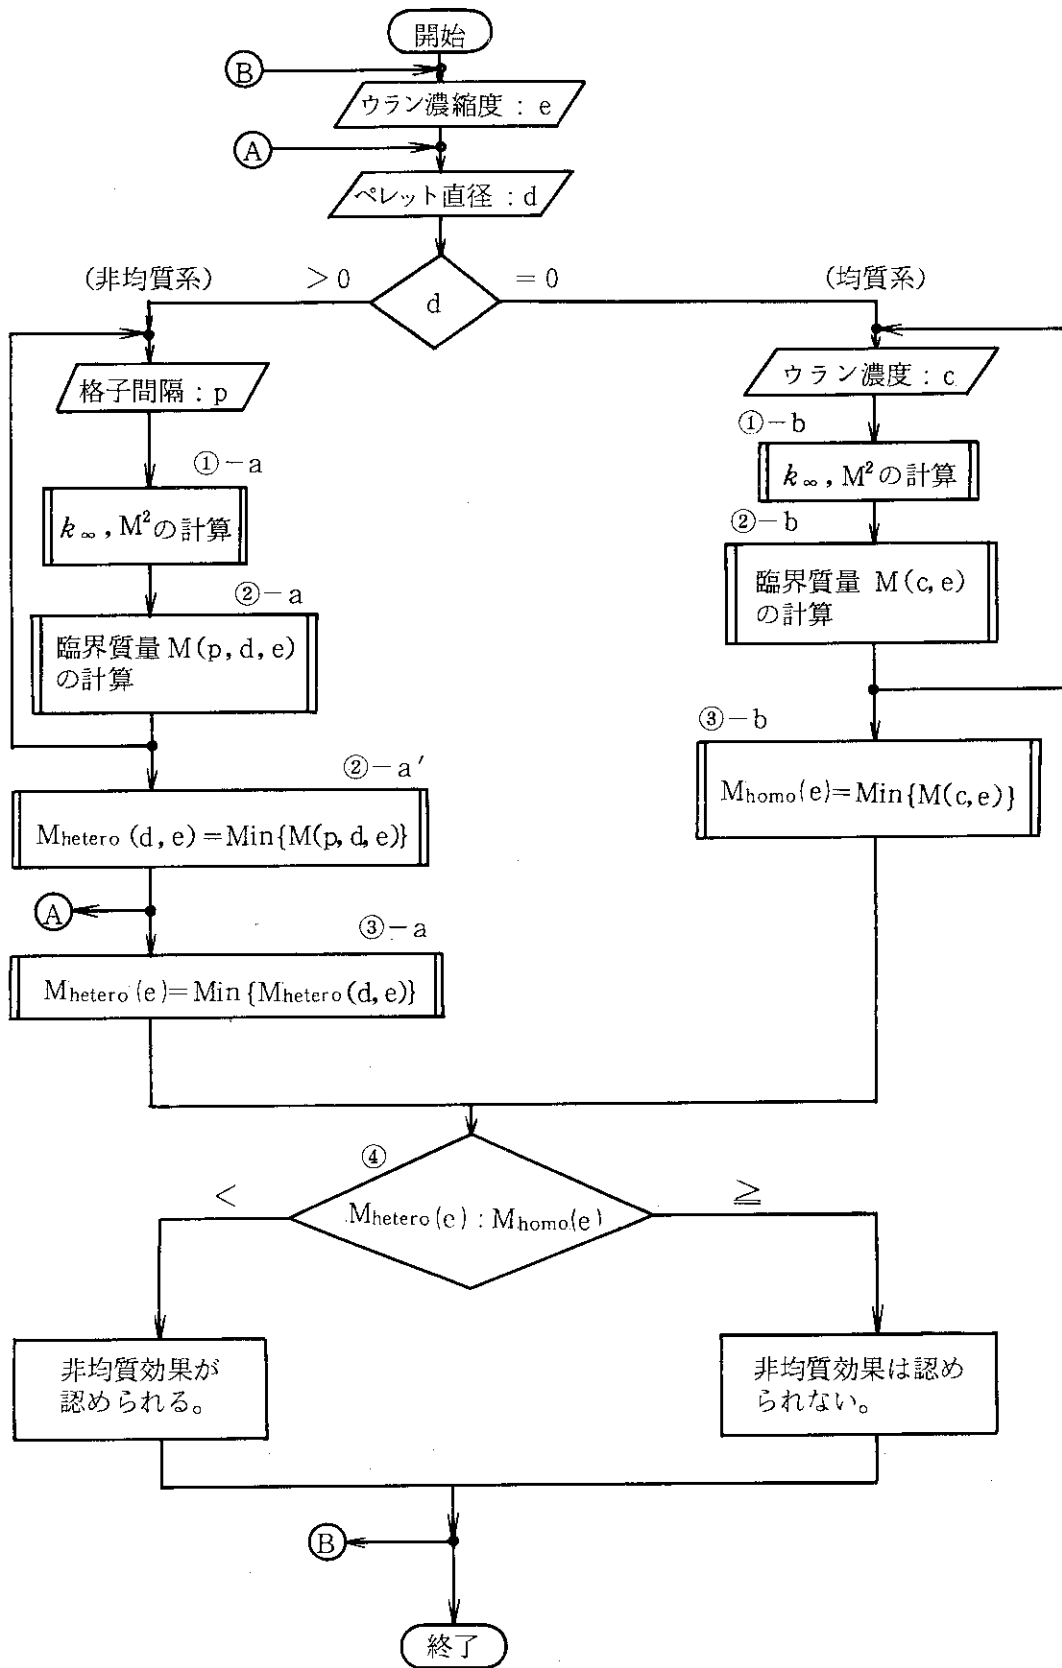 開始
Ⓑ
ウラン濃縮度 : e
Ⓐ
ペレット直径 : d
(非均質系)
>0
d
=0
(均質系)
格子間隔 : p
①-a
k∞, M²の計算
②-a
臨界質量 M(p, d, e)
の計算
②-a′
Mhetero (d, e) = Min{M(p, d, e)}
Ⓐ
③-a
Mhetero (e) = Min{Mhetero (d, e)}
ウラン濃度 : c
①-b
k∞, M²の計算
②-b
臨界質量 M(c, e)
の計算
③-b
Mhomo(e) = Min{M(c, e)}
④
<
Mhetero(e) : Mhomo(e)
≧
非均質効果が
認められる。
非均質効果は認め
られない。
Ⓑ
終了